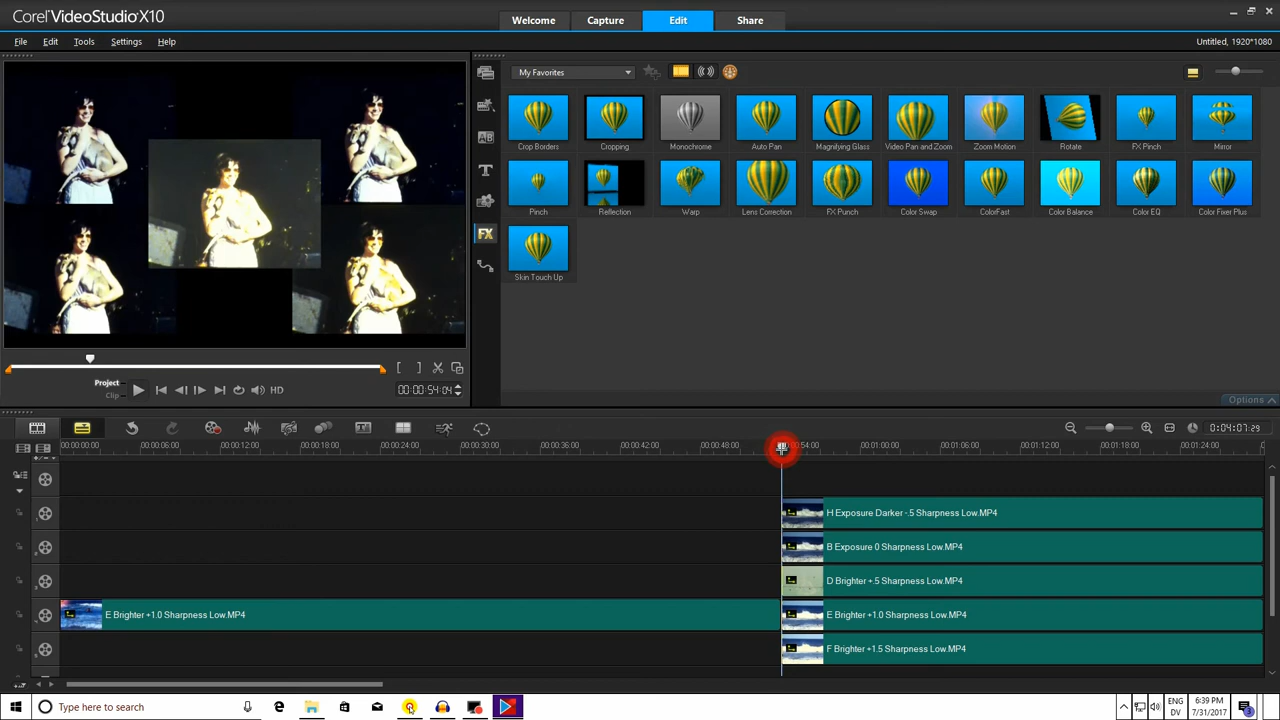 Corel VideoStudio X10
Welcome
Capture
Edit
Share
File
Edit
Tools
Settings
Help
Untitled, 1920*1080
My Favorites
Crop Borders
Cropping
Monochrome
Auto Pan
Magnifying Glass
Video Pan and Zoom
Zoom Motion
Rotate
FX Pinch
Mirror
Pinch
Reflection
Warp
Lens Correction
FX Punch
Color Swap
ColorFast
Color Balance
Color EQ
Color Fixer Plus
Skin Touch Up
FX
Project
Clip
HD
00:00:54:04
Options
0:04:07:29
00:00:00:00
00:00:06:00
00:00:12:00
00:00:18:00
00:00:24:00
00:00:30:00
00:00:36:00
00:00:42:00
00:00:48:00
00:54:00
00:01:00:00
00:01:06:00
00:01:12:00
00:01:18:00
00:01:24:00
H Exposure Darker -.5 Sharpness Low.MP4
B Exposure 0 Sharpness Low.MP4
D Brighter +.5 Sharpness Low.MP4
E Brighter +1.0 Sharpness Low.MP4
E Brighter +1.0 Sharpness Low.MP4
F Brighter +1.5 Sharpness Low.MP4
Type here to search
ENG
DV
6:39 PM
7/31/2017